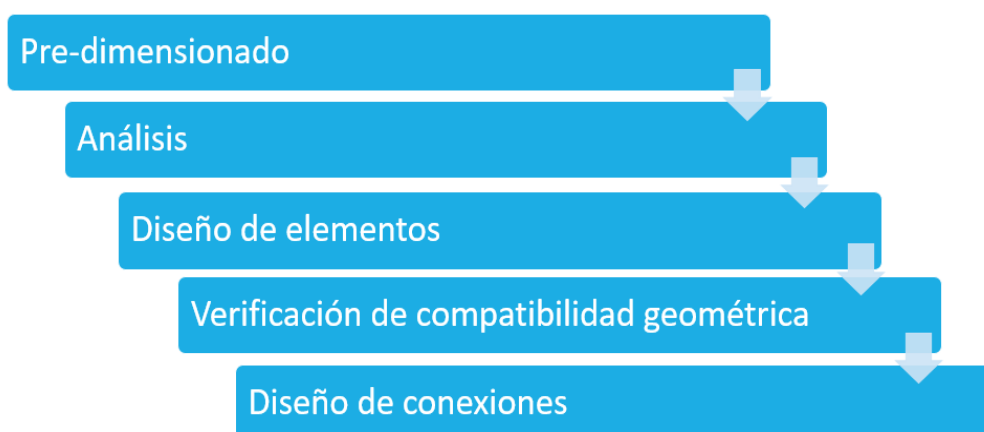 Pre-dimensionado
Análisis
Diseño de elementos
Verificación de compatibilidad geométrica
Diseño de conexiones